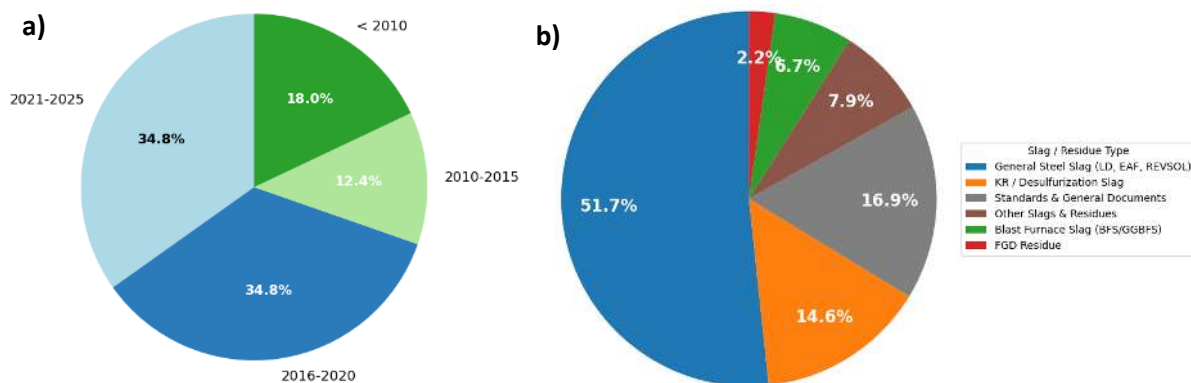 a)
< 2010
18.0%
2021-2025
34.8%
12.4%
2010-2015
34.8%
2016-2020
b)
2.2%
6.7%
7.9%
16.9%
51.7%
14.6%
Slag / Residue Type
General Steel Slag (LD, EAF, REVSOL)
KR / Desulfurization Slag
Standards & General Documents
Other Slags & Residues
Blast Furnace Slag (BFS/GGBFS)
FGD Residue